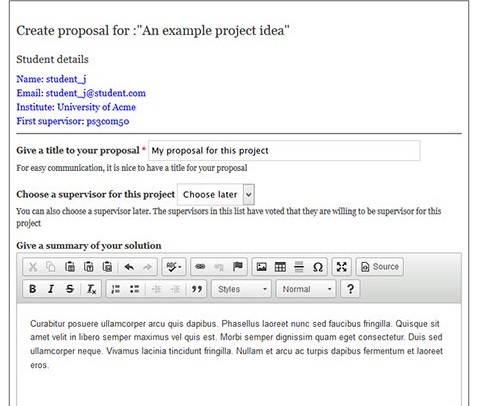 Create proposal for :"An example project idea"
Student details
Name: student_j
Email: student_j@student.com
Institute: University of Acme
First supervisor: ps3com50
Give a title to your proposal * My proposal for this project
For easy communication, it is nice to have a title for your proposal
Choose a supervisor for this project Choose later
You can also choose a supervisor later. The supervisors in this list have voted that they are willing to be supervisor for this
project
Give a summary of your solution
Source
B I S Tx Styles Normal ?
Curabitur posuere ullamcorper arcu quis dapibus. Phasellus laoreet nunc sed faucibus fringilla. Quisque sit
amet velit in libero semper maximus vel quis est. Morbi semper dignissim quam eget consectetur. Duis sed
ullamcorper neque. Vivamus lacinia tincidunt fringilla. Nullam et arcu ac turpis dapibus fermentum et laoreet
eros.